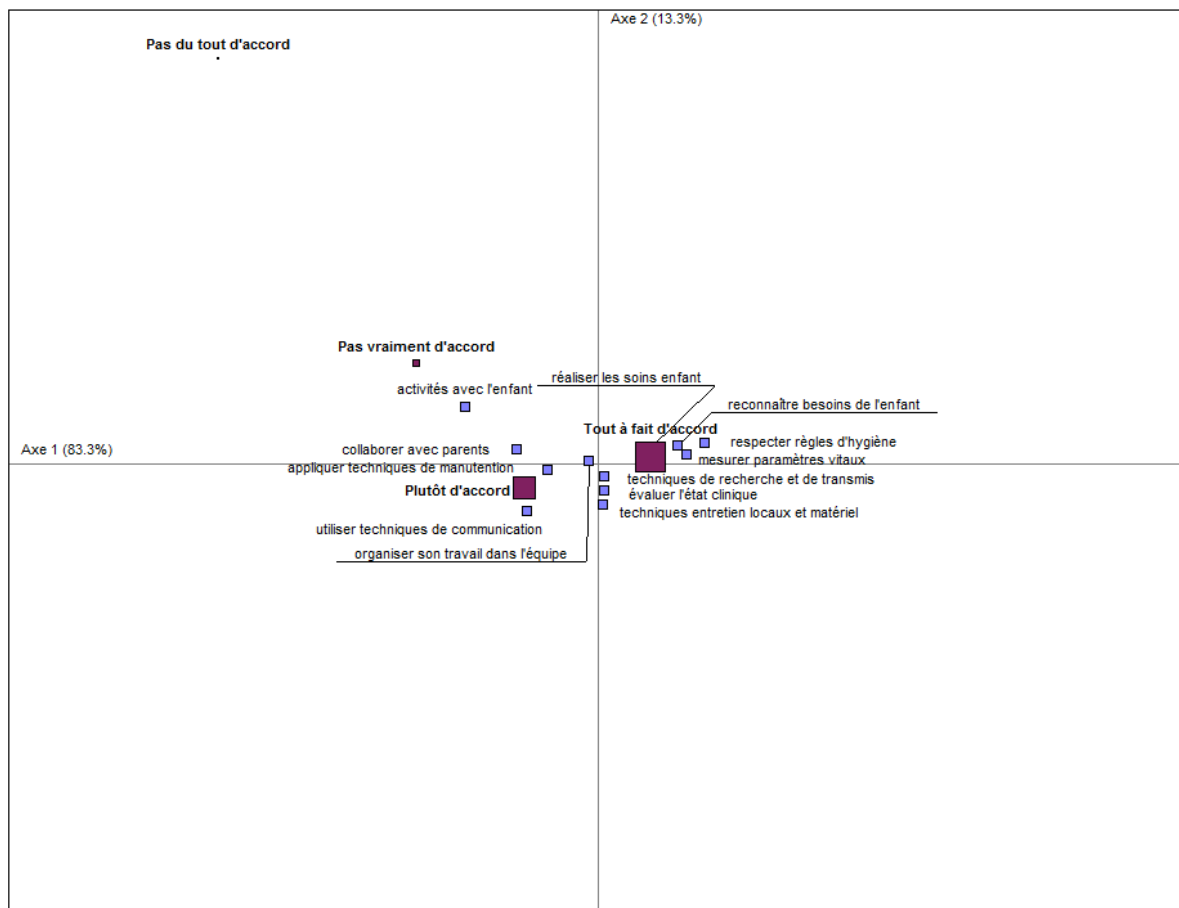 Axe 2 (13.3%)
Pas du tout d'accord
Pas vraiment d'accord
réaliser les soins enfant
activités avec l'enfant
reconnaître besoins de l'enfant
Tout à fait d'accord
respecter règles d'hygiène
Axe 1 (83.3%)
collaborer avec parents
mesurer paramètres vitaux
appliquer techniques de manutention
techniques de recherche et de transmis
Plutôt d'accord
évaluer l'état clinique
techniques entretien locaux et matériel
utiliser techniques de communication
organiser son travail dans l'équipe